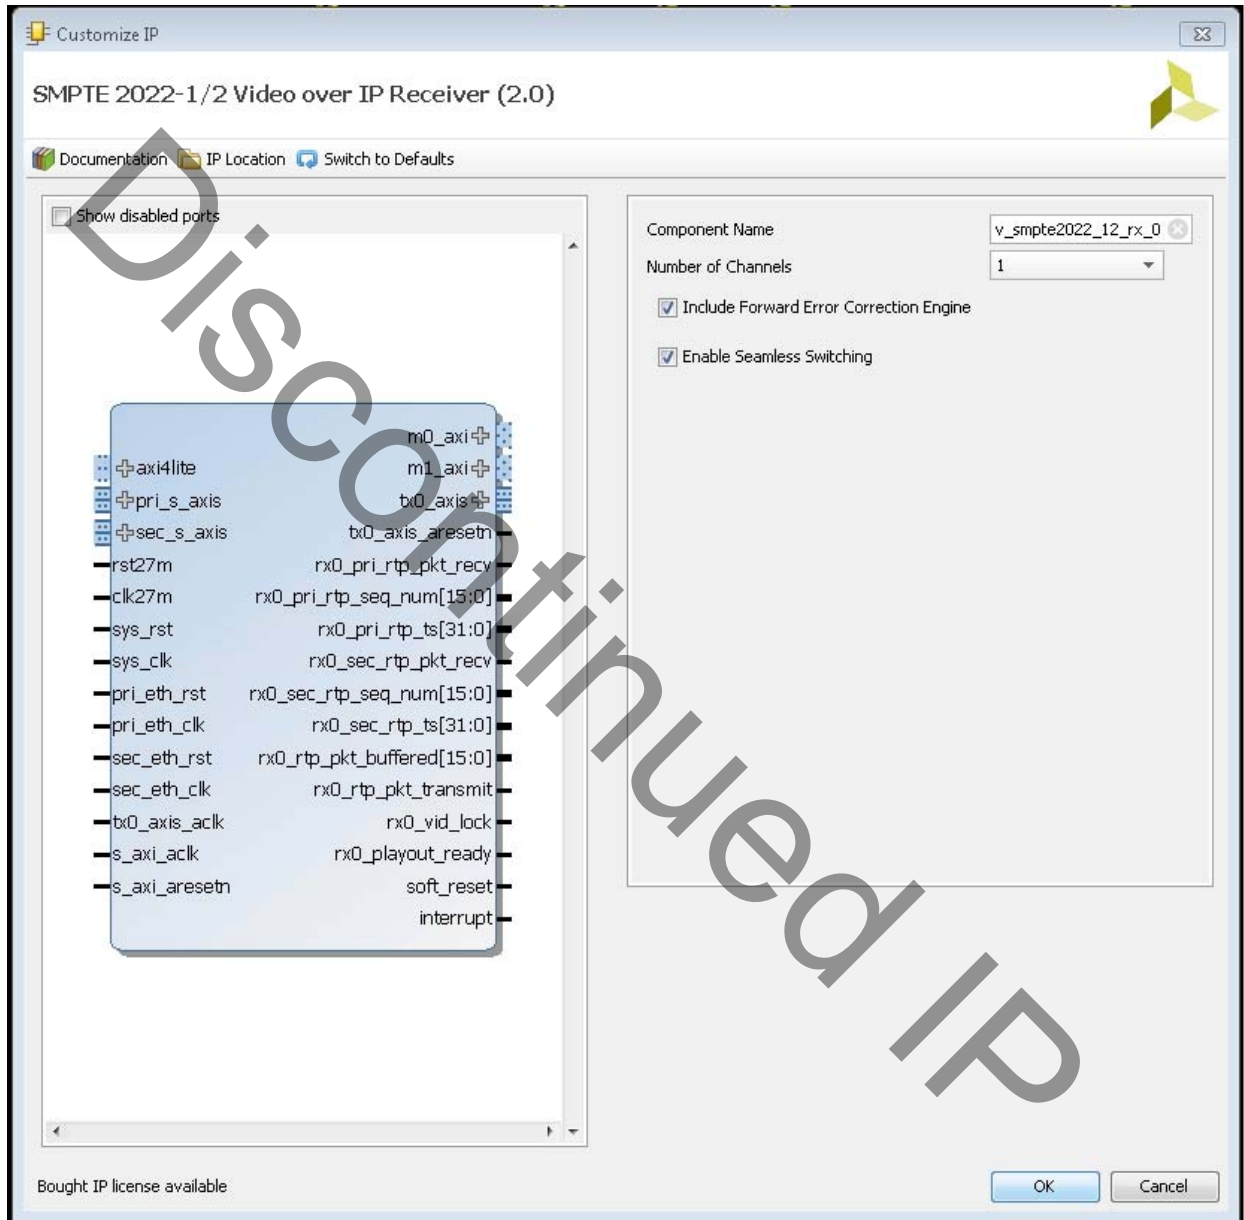 Customize IP
SMPTE 2022-1/2 Video over IP Receiver (2.0)
Documentation IP Location Switch to Defaults
Show disabled ports
m0_axi
axi4lite m1_axi
pri_s_axis tx0_axis
sec_s_axis tx0_axis_aresetn
rst27m rx0_pri_rtp_pkt_recv
clk27m rx0_pri_rtp_seq_num[15:0]
sys_rst rx0_pri_rtp_ts[31:0]
sys_clk rx0_sec_rtp_pkt_recv
pri_eth_rst rx0_sec_rtp_seq_num[15:0]
pri_eth_clk rx0_sec_rtp_ts[31:0]
sec_eth_rst rx0_rtp_pkt_buffered[15:0]
sec_eth_clk rx0_rtp_pkt_transmit
tx0_axis_aclk rx0_vid_lock
s_axi_aclk rx0_playout_ready
s_axi_aresetn soft_reset
interrupt
Component Name v_smpte2022_12_rx_0
Number of Channels 1
Include Forward Error Correction Engine
Enable Seamless Switching
Bought IP license available
OK Cancel
Discontinued IP